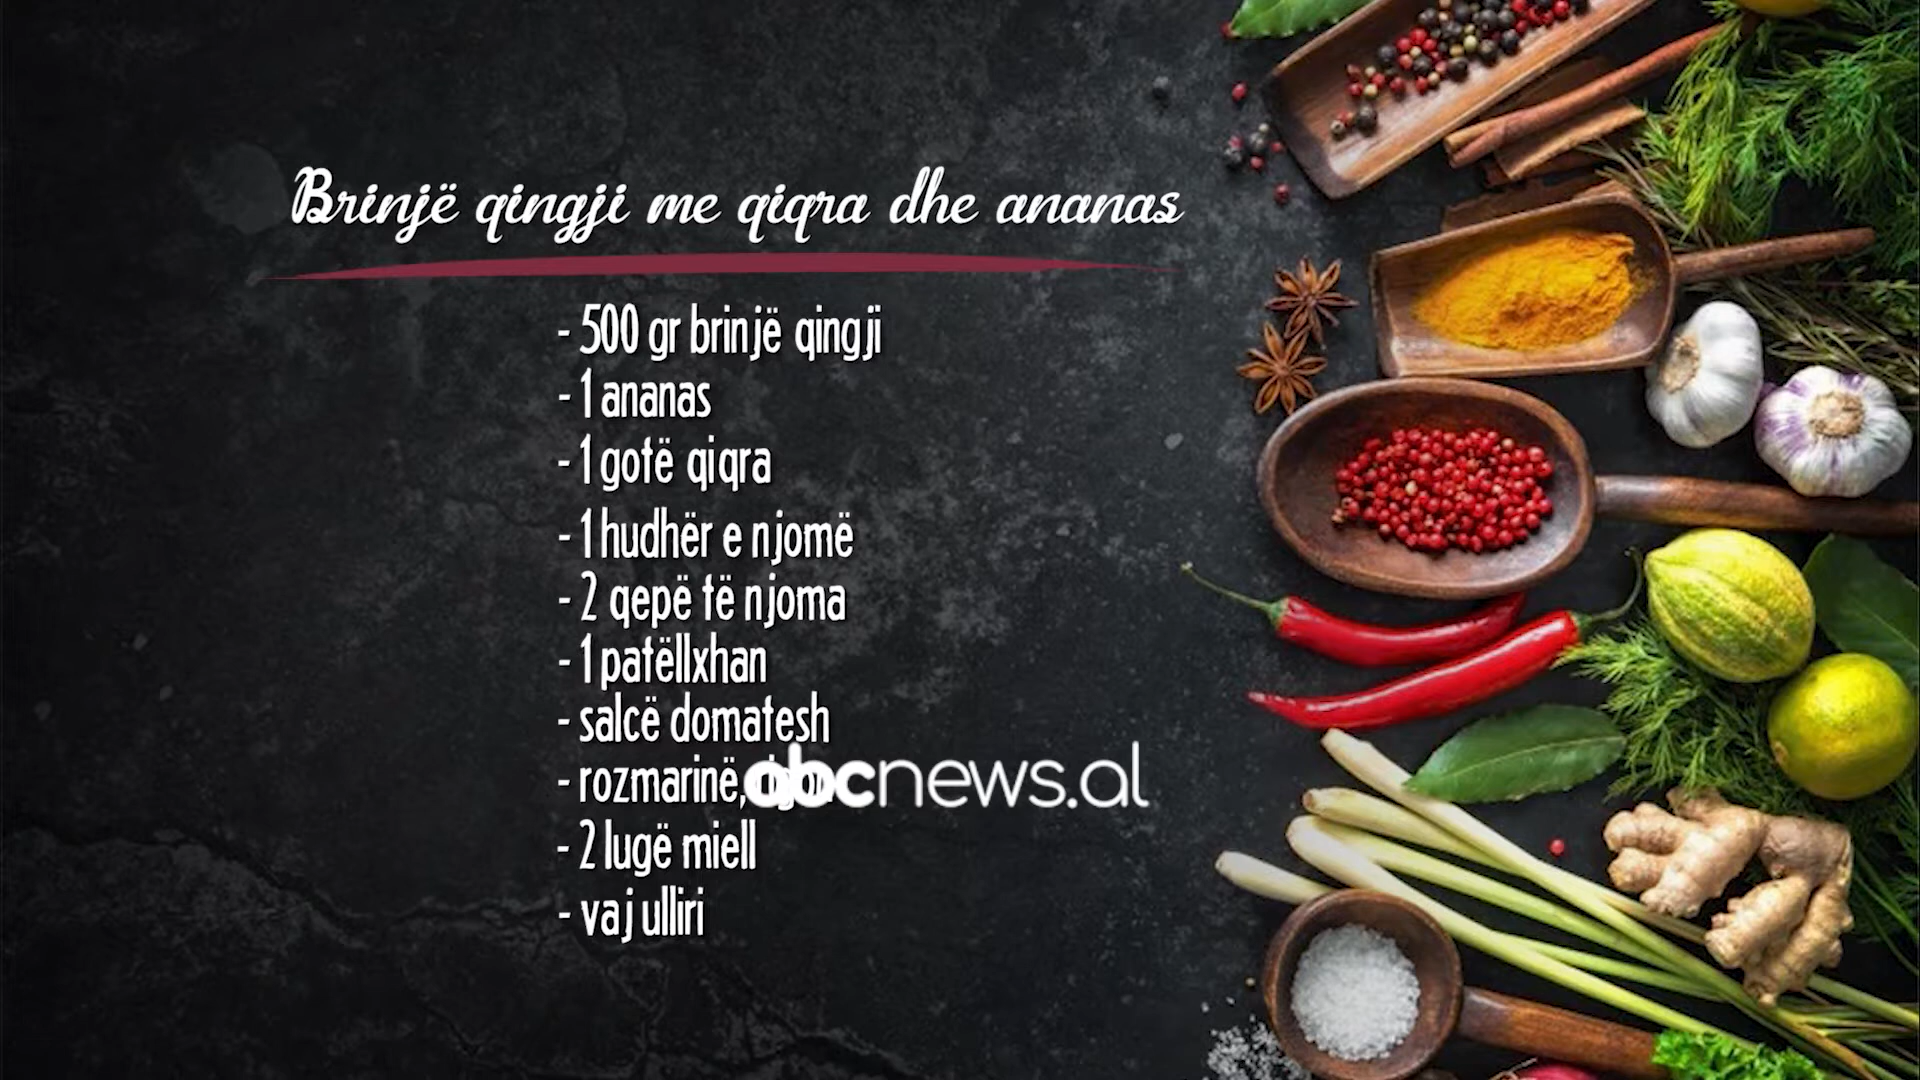 Brinjë qingji me qiqra dhe ananas
- 500 gr brinjë qingji
- 1 ananas
- 1 gotë qiqra
- 1 hudhër e njomë
- 2 qepë të njoma
- 1 patëllxhan
- salcë domatesh
- rozmarinë,
abcnews.al
- 2 lugë miell
- vaj ulliri